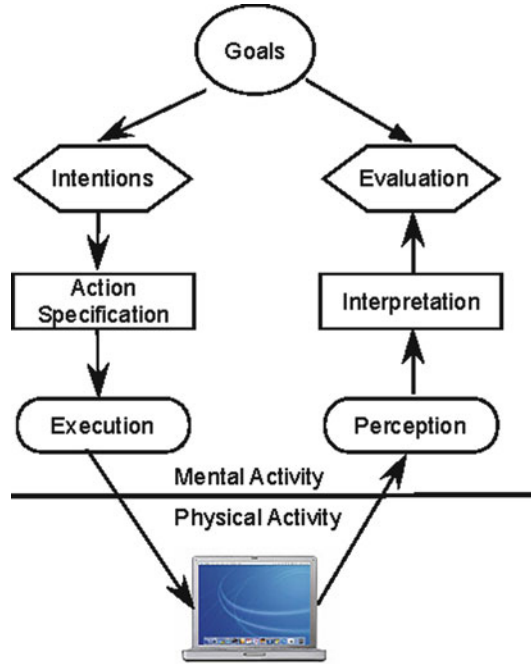 Goals
Intentions
Evaluation
Action
Specification
Interpretation
Execution
Perception
Mental Activity
Physical Activity